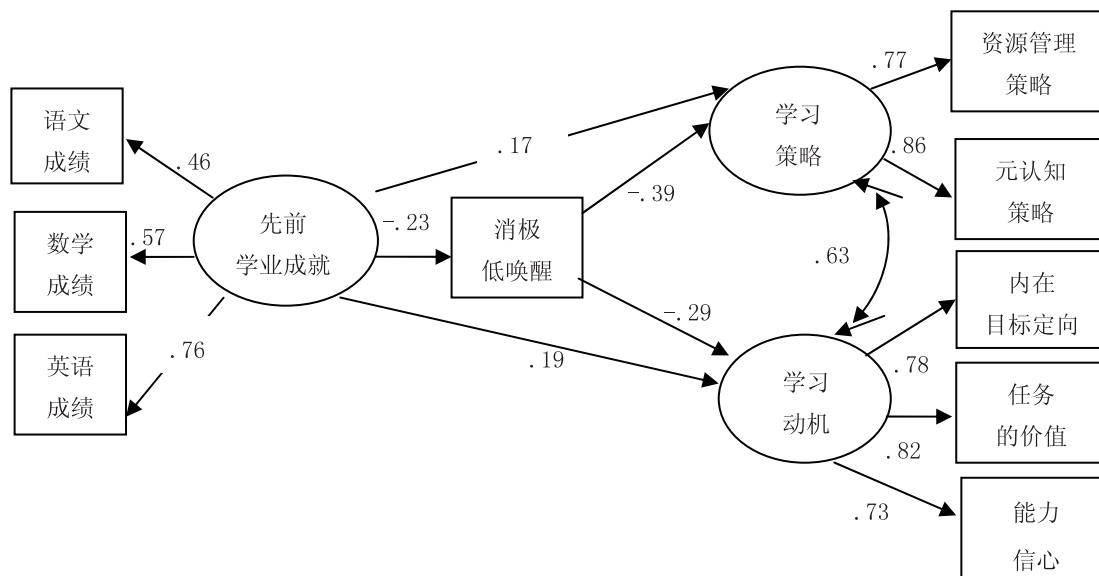 语文
成绩
数学
成绩
英语
成绩
.46
.57
.76
先前
学业成就
.17
-.23
.19
消极
低唤醒
-.39
-.29
学习
策略
.63
学习
动机
.77
.86
.78
.82
.73
资源管理
策略
元认知
策略
内在
目标定向
任务
的价值
能力
信心